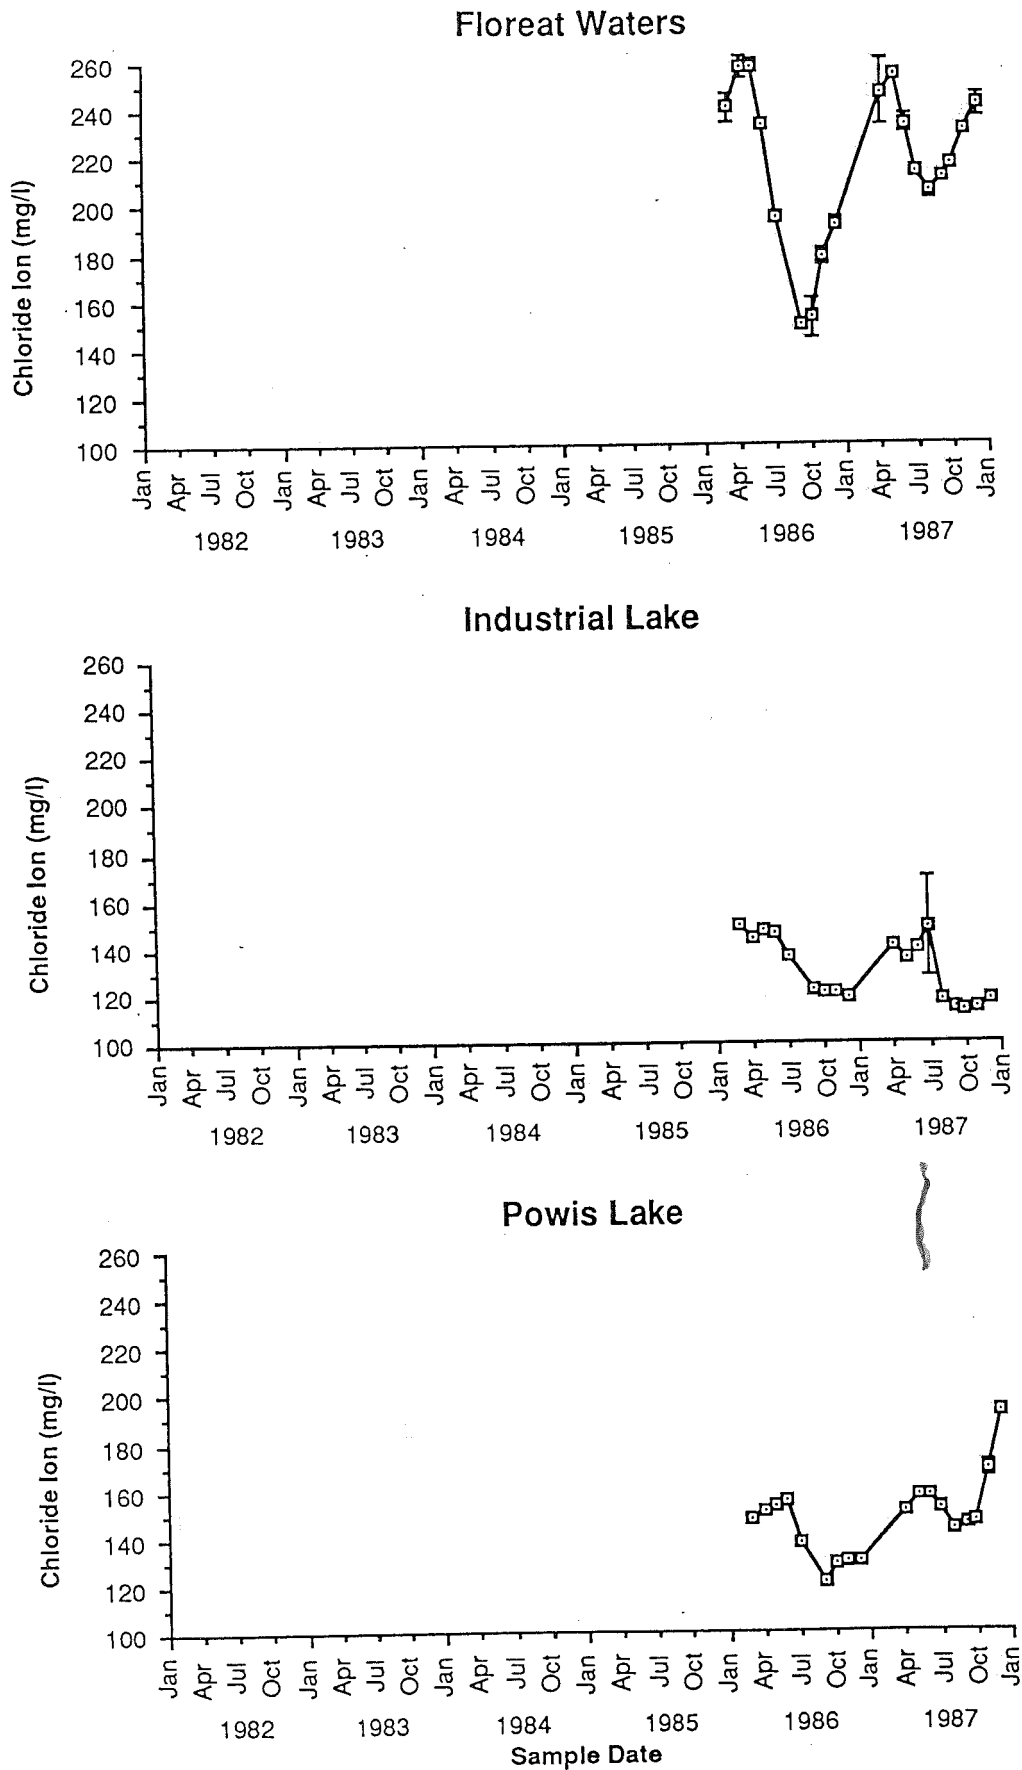 Floreat Waters
260
240
220
200
180
160
140
120
100
Chloride Ion (mg/l)
Jan Apr Jul Oct Jan Apr Jul Oct Jan Apr Jul Oct Jan Apr Jul Oct Jan Apr Jul Oct Jan Apr Jul Oct Jan
1982 1983 1984 1985 1986 1987
Industrial Lake
260
240
220
200
180
160
140
120
100
Chloride Ion (mg/l)
Jan Apr Jul Oct Jan Apr Jul Oct Jan Apr Jul Oct Jan Apr Jul Oct Jan Apr Jul Oct Jan Apr Jul Oct Jan
1982 1983 1984 1985 1986 1987
Powis Lake
260
240
220
200
180
160
140
120
100
Chloride Ion (mg/l)
Jan Apr Jul Oct Jan Apr Jul Oct Jan Apr Jul Oct Jan Apr Jul Oct Jan Apr Jul Oct Jan Apr Jul Oct Jan
1982 1983 1984 1985 1986 1987
Sample Date